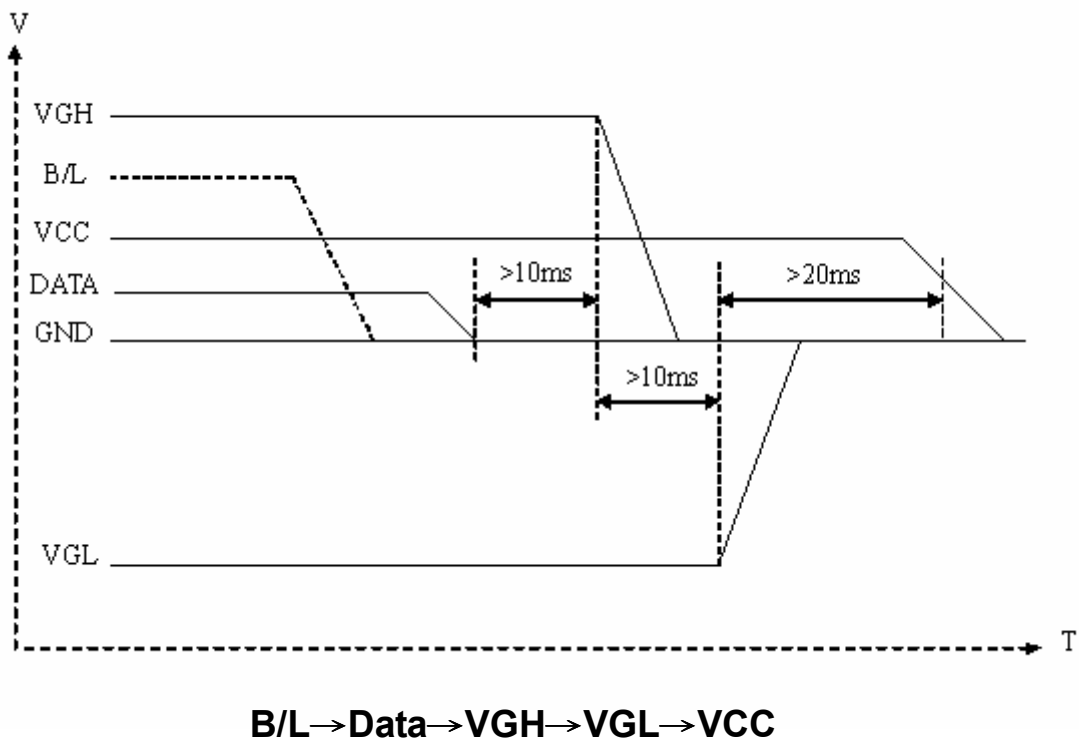 V
VGH
B/L
VCC
>10ms
>20ms
DATA
GND
>10ms
VGL
T
B/L→Data→VGH→VGL→VCC